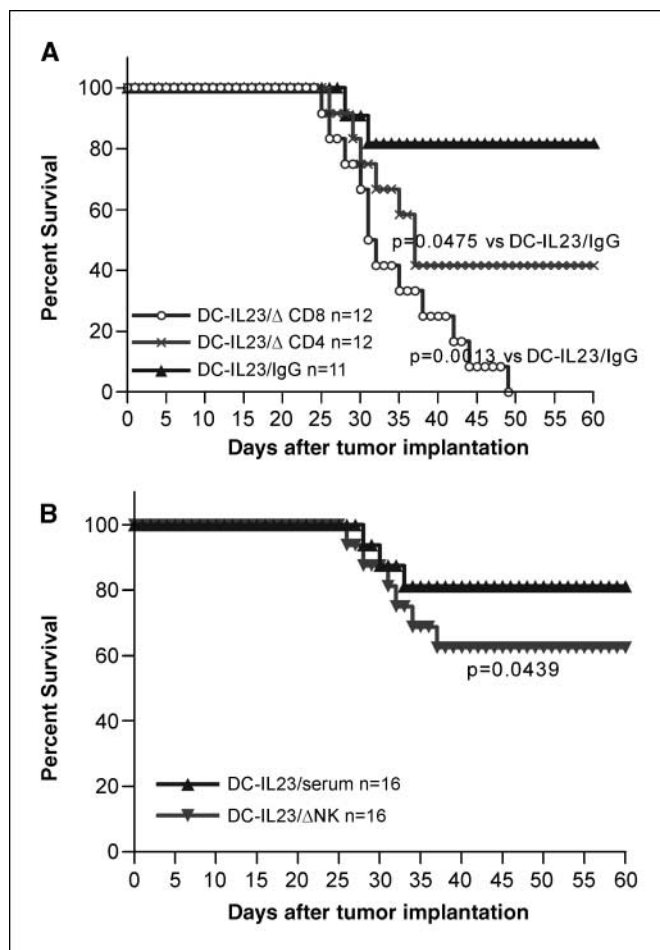 A
Percent Survival
100
80
60
40
20
0
p=0.0475 vs DC-IL23/IgG
DC-IL23/Δ CD8 n=12
DC-IL23/Δ CD4 n=12
DC-IL23/IgG n=11
p=0.0013 vs DC-IL23/IgG
0 5 10 15 20 25 30 35 40 45 50 55 60
Days after tumor implantation
B
Percent Survival
100
80
60
40
20
0
p=0.0439
DC-IL23/serum n=16
DC-IL23/ΔNK n=16
0 5 10 15 20 25 30 35 40 45 50 55 60
Days after tumor implantation